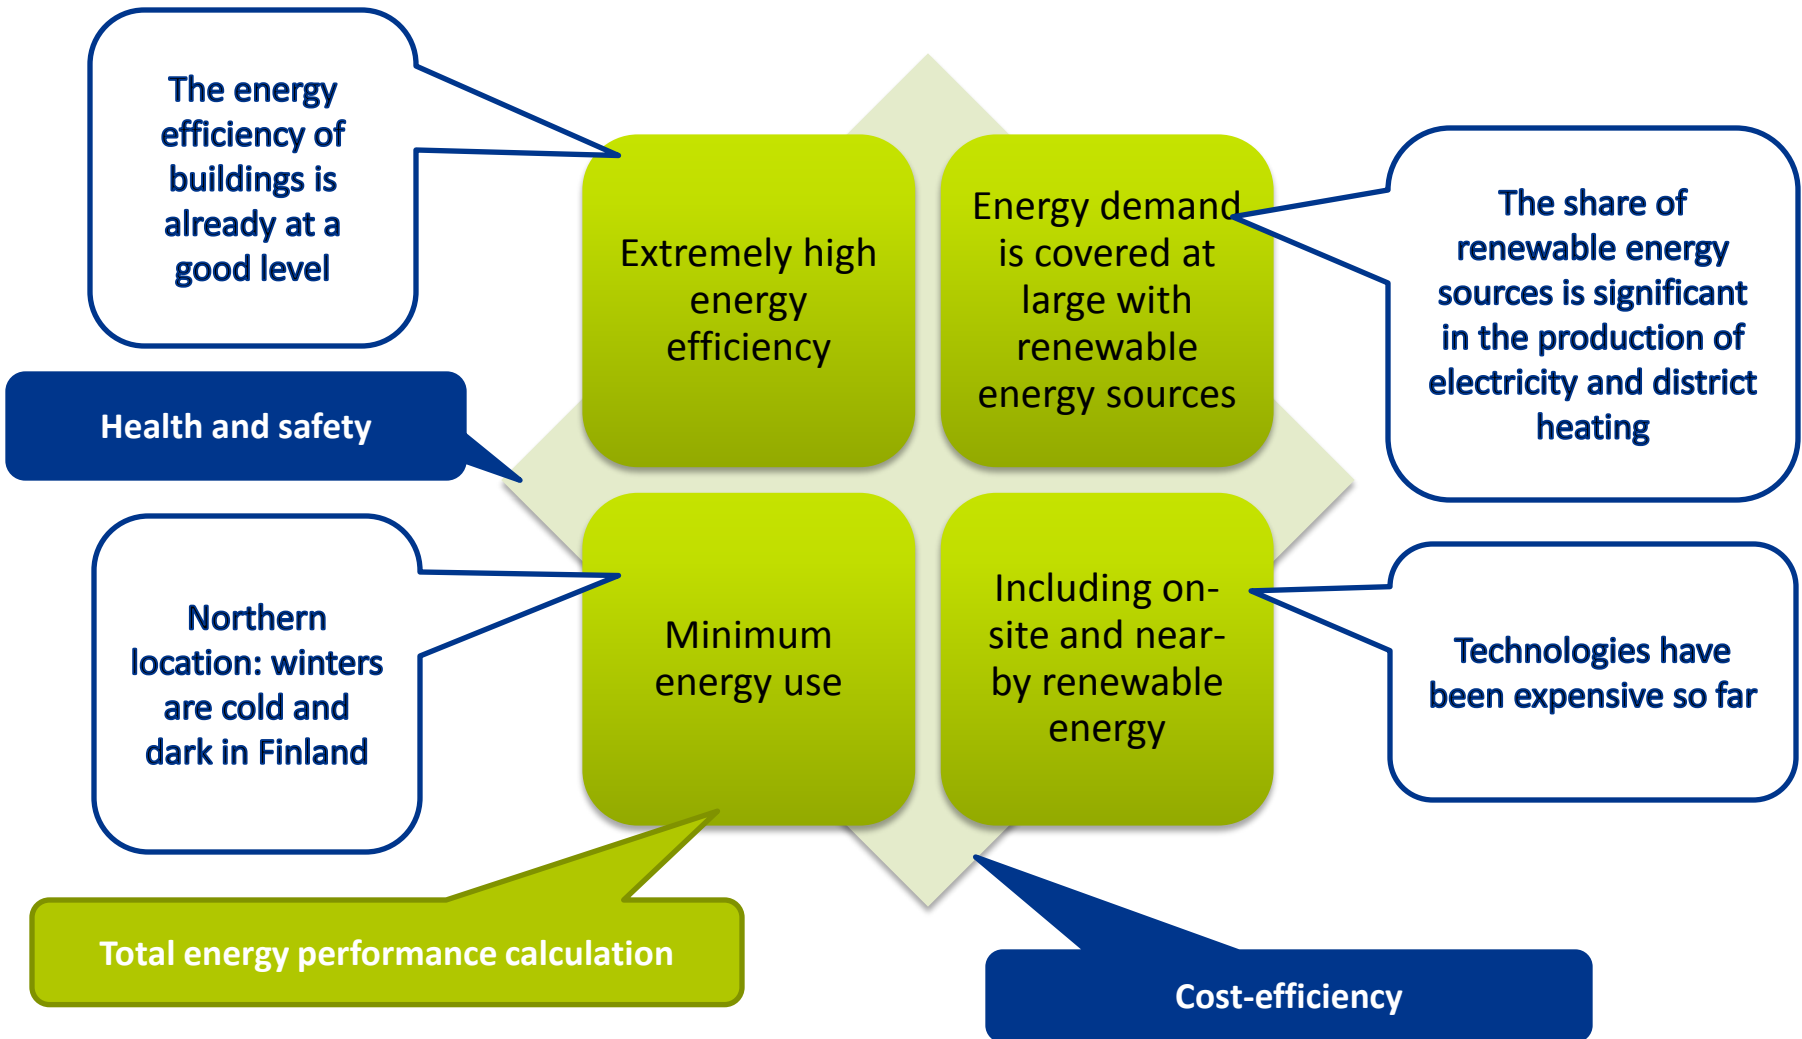 The energy
efficiency of
buildings is
already at a
good level
Extremely high
energy
efficiency
Energy demand
is covered at
large with
renewable
energy sources
The share of
renewable energy
sources is significant
in the production of
electricity and district
heating
Health and safety
Northern
location: winters
are cold and
dark in Finland
Minimum
energy use
Including on-
site and near-
by renewable
energy
Technologies have
been expensive so far
Total energy performance calculation
Cost-efficiency